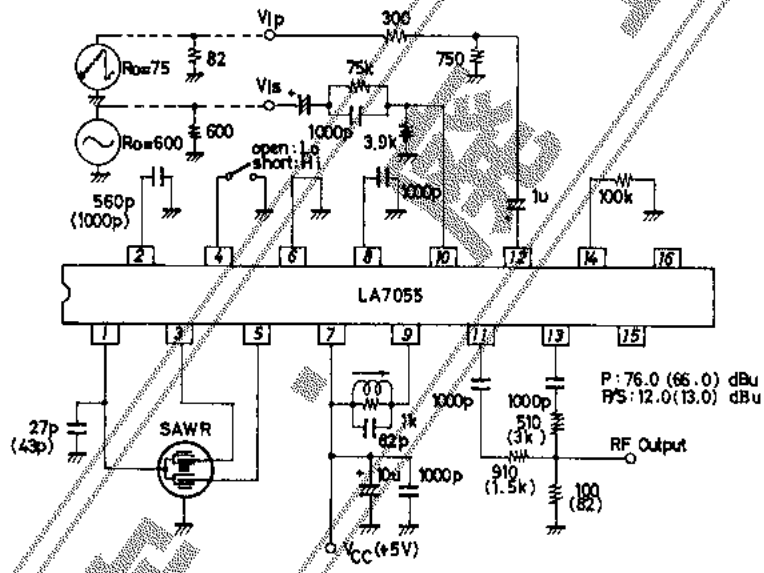 Vip
300
Ro=75
82
750
Vis
+
75k
Ro=600
600
1000p
3.9k
open:Lo
short:Hi
560p
(1000p)
1000p
1u
+
100k
2 4 6 8 10 12 14 16
LA7055
1 3 5 7 9 11 13 15
P:76.0 (66.0) dBu
P/S:12.0(13.0) dBu
1000p
1000p
1k
82p
510
(3k)
27p
(43p)
SAWR
RF Output
+
10u
1000p
910
(1.5k)
100
(82)
VCC(+5V)